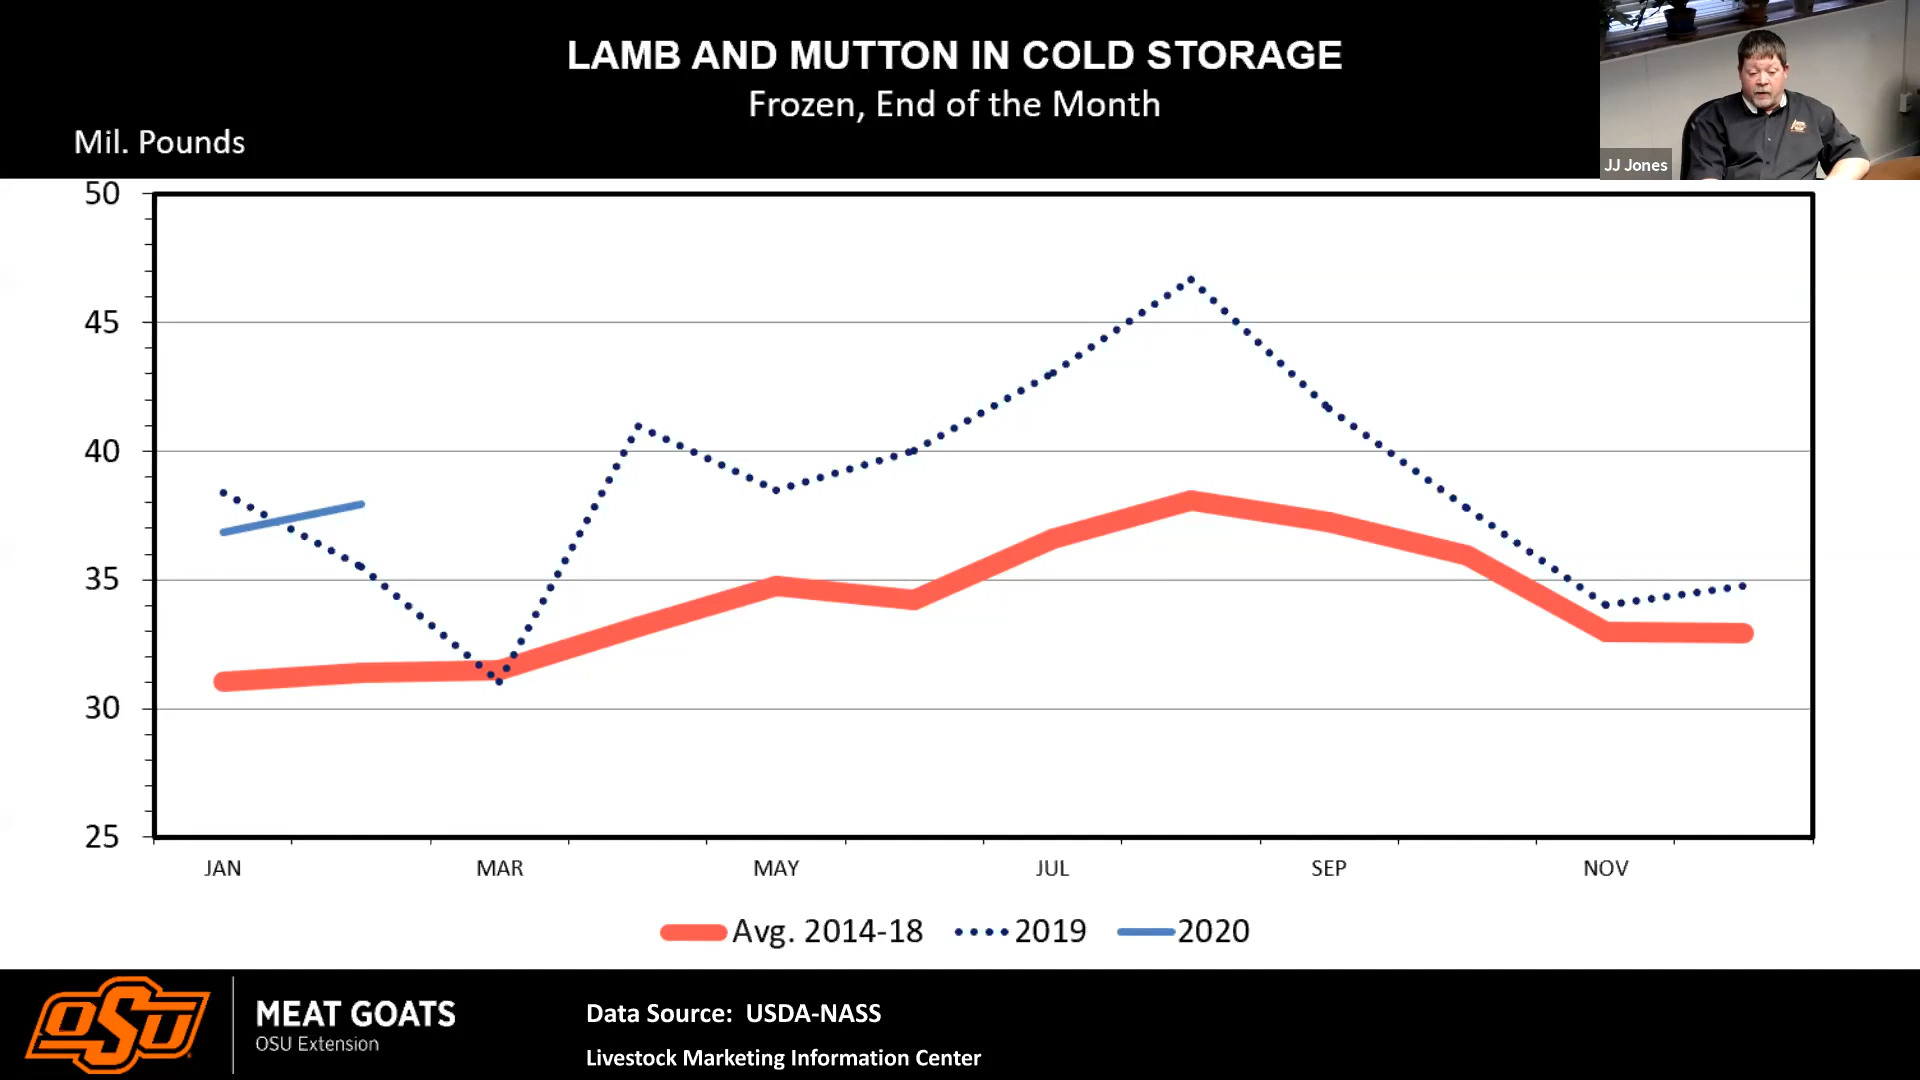 LAMB AND MUTTON IN COLD STORAGE
Frozen, End of the Month
Mil. Pounds
JJ Jones
50
45
40
35
30
25
JAN MAR MAY JUL SEP NOV
Avg. 2014-18 2019 2020
OSU
MEAT GOATS
OSU Extension
Data Source: USDA-NASS
Livestock Marketing Information Center